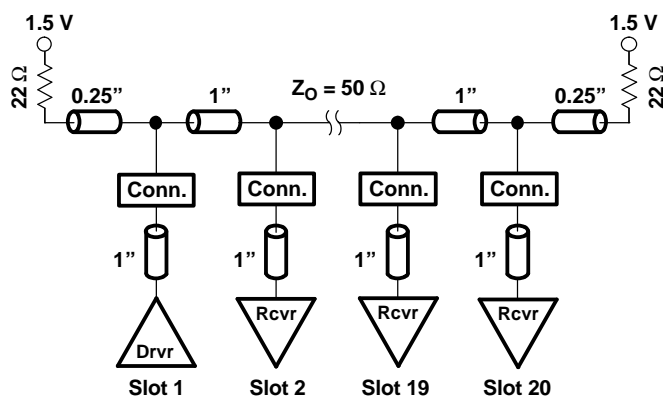 1.5 V
1.5 V
22 Ω
22 Ω
0.25”
1”
Z_O = 50 Ω
1”
0.25”
Conn.
Conn.
Conn.
Conn.
1”
1”
1”
1”
Drvr
Rcvr
Rcvr
Rcvr
Slot 1
Slot 2
Slot 19
Slot 20